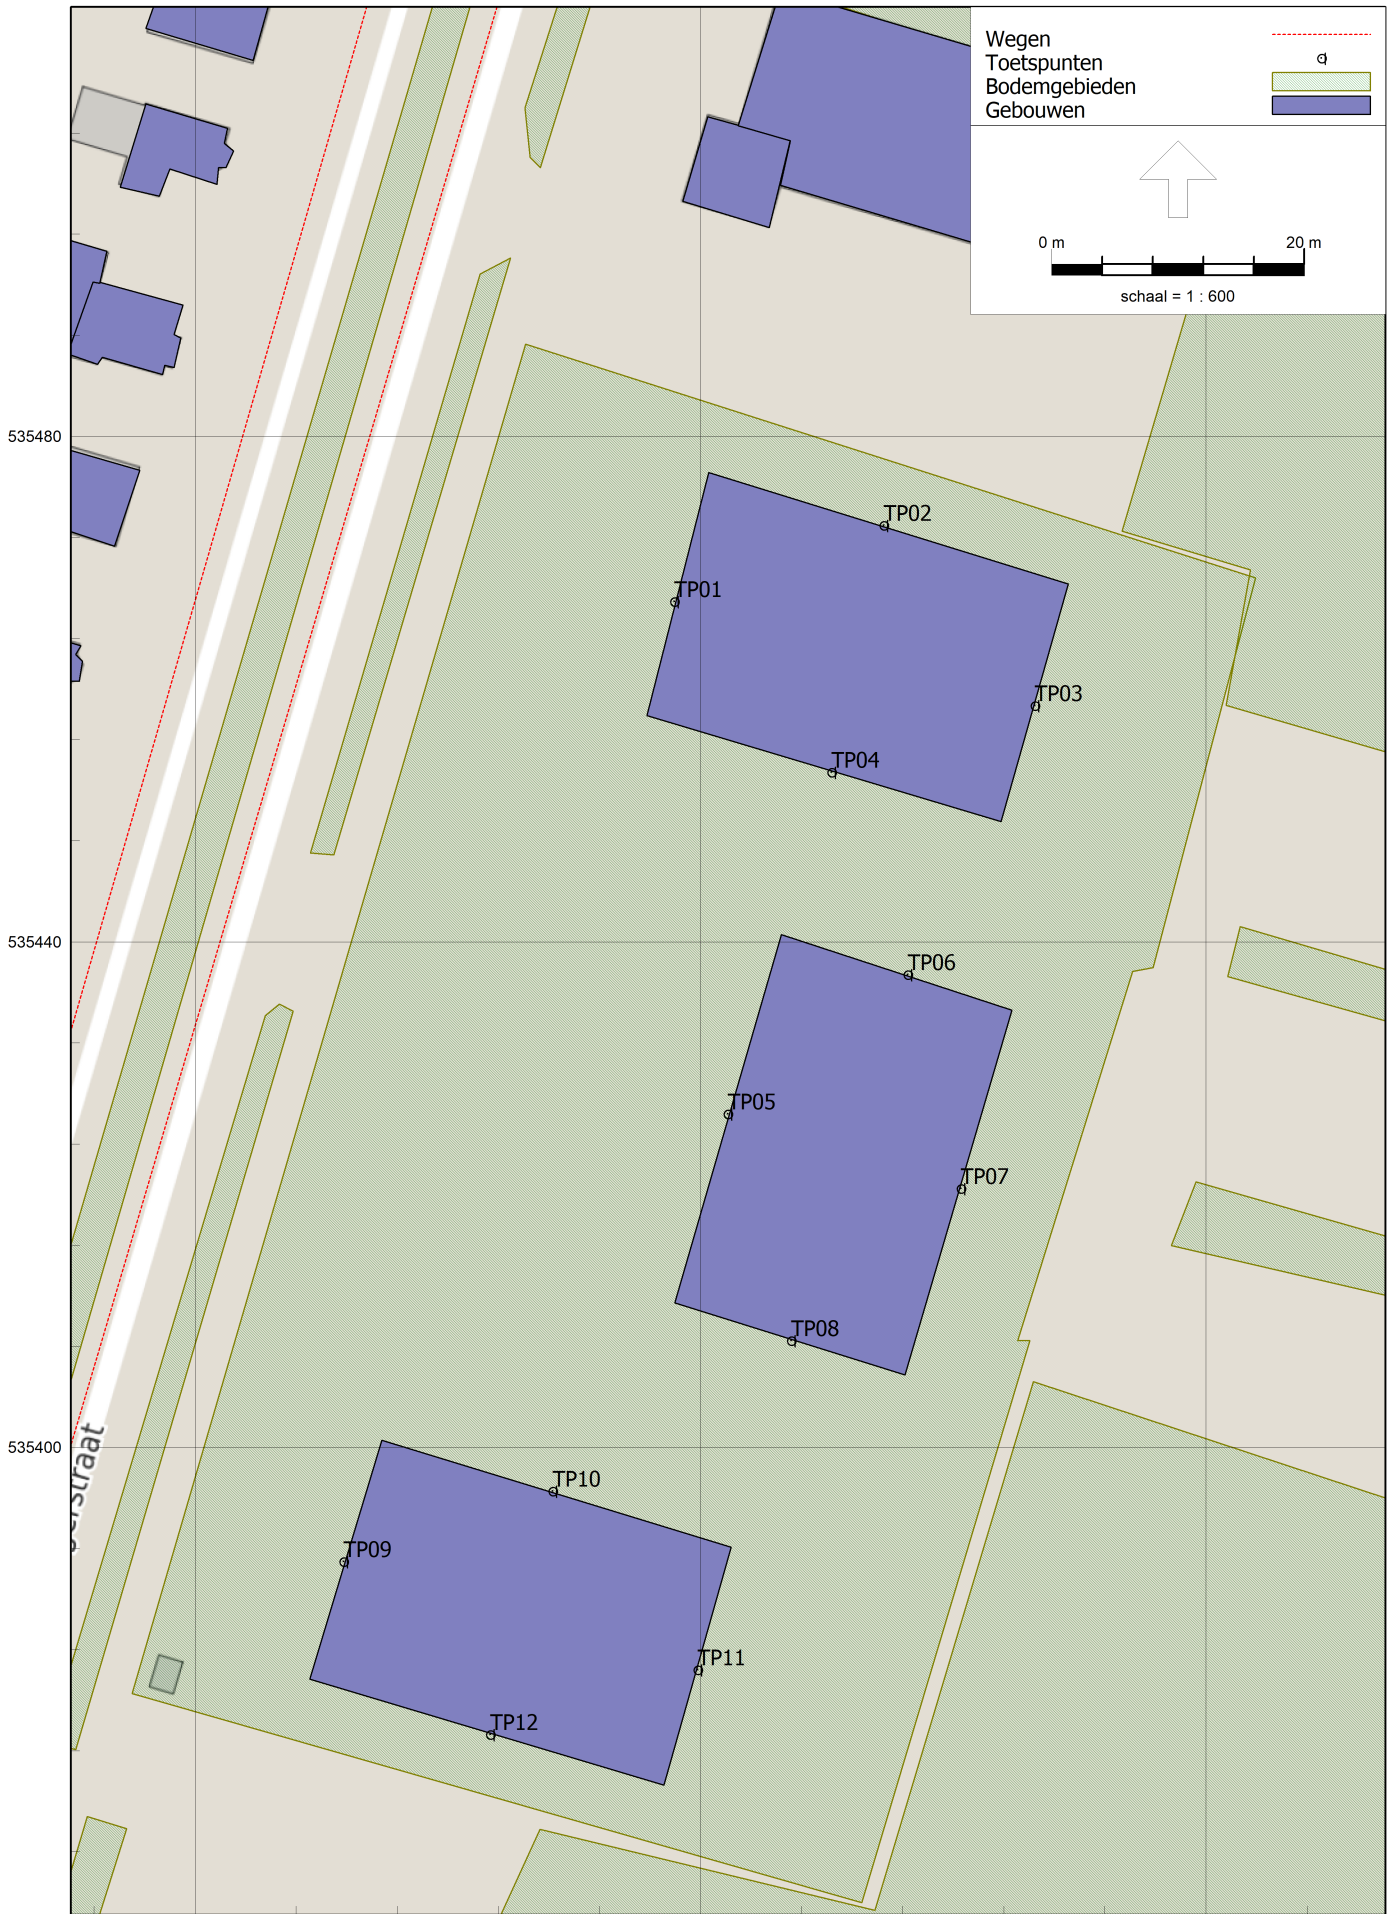 Wegen
Toetspunten
Bodemgebieden
Gebouwen
0 m 20 m
schaal = 1 : 600
535480
TP02
TP01
TP03
TP04
535440
TP06
TP05
TP07
TP08
535400
TP10
TP09
TP11
TP12